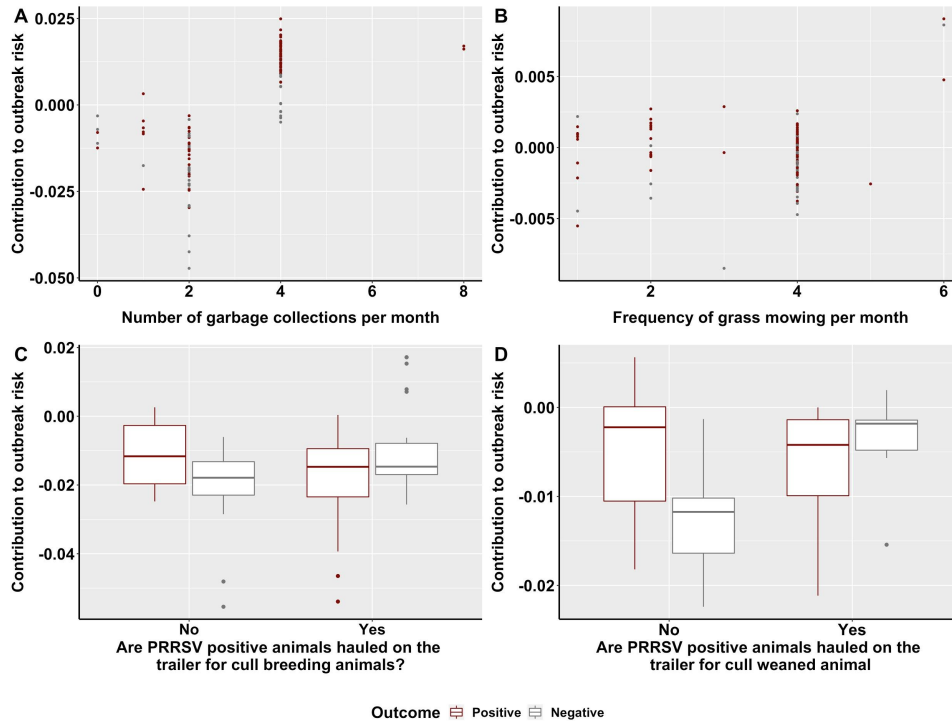 A
Contribution to outbreak risk
0.025
0.000
-0.025
-0.050
0 2 4 6 8
Number of garbage collections per month
B
Contribution to outbreak risk
0.005
0.000
-0.005
2 4 6
Frequency of grass mowing per month
C
Contribution to outbreak risk
0.02
0.00
-0.02
-0.04
No Yes
Are PRRSV positive animals hauled on the
trailer for cull breeding animals?
D
Contribution to outbreak risk
0.00
-0.01
-0.02
No Yes
Are PRRSV positive animals hauled on the
trailer for cull weaned animal
Outcome Positive Negative